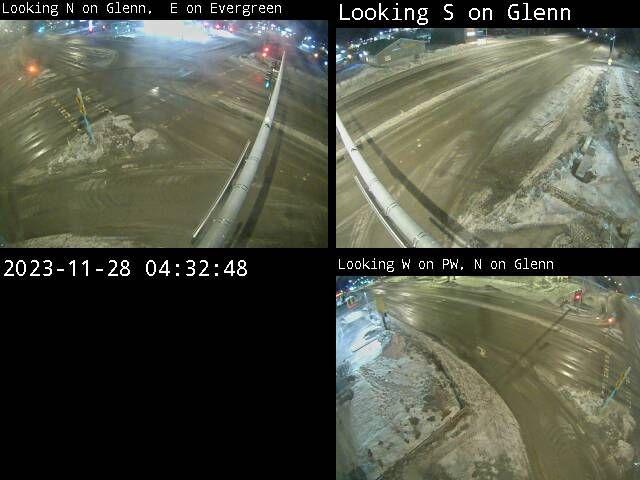 Looking N on Glenn,  E on Evergreen
Looking S on Glenn
2023-11-28 04:32:48
Looking W on PW, N on Glenn